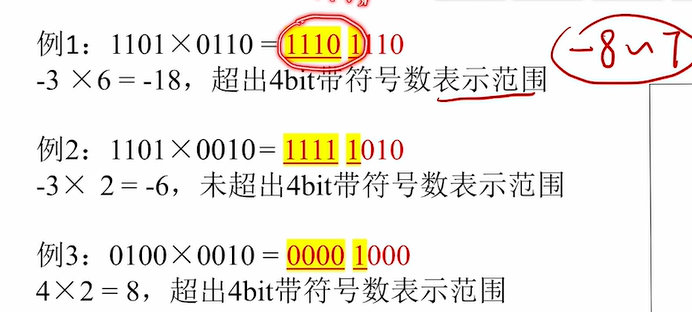 例1：1101×0110 = 1110 1110
-3 ×6 = -18，超出4bit带符号数表示范围
-8~7
例2：1101×0010= 1111 1010
-3× 2 = -6，未超出4bit带符号数表示范围
例3：0100×0010 = 0000 1000
4×2 = 8，超出4bit带符号数表示范围